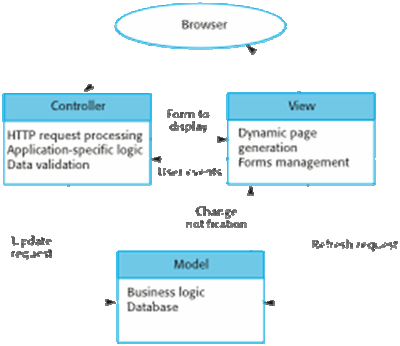 Browser
Controller
HTTP request processing
Application-specific logic
Data validation
Form to
display
User events
View
Dynamic page
generation
Forms management
Change
notification
Update
request
Refresh request
Model
Business logic
Database